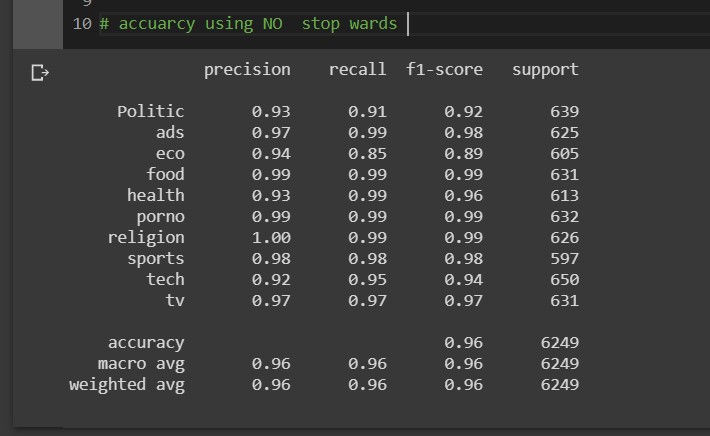 9
10 # accuarcy using NO  stop wards
precision recall f1-score support
Politic 0.93 0.91 0.92 639
ads 0.97 0.99 0.98 625
eco 0.94 0.85 0.89 605
food 0.99 0.99 0.99 631
health 0.93 0.99 0.96 613
porno 0.99 0.99 0.99 632
religion 1.00 0.99 0.99 626
sports 0.98 0.98 0.98 597
tech 0.92 0.95 0.94 650
tv 0.97 0.97 0.97 631
accuracy 0.96 6249
macro avg 0.96 0.96 0.96 6249
weighted avg 0.96 0.96 0.96 6249